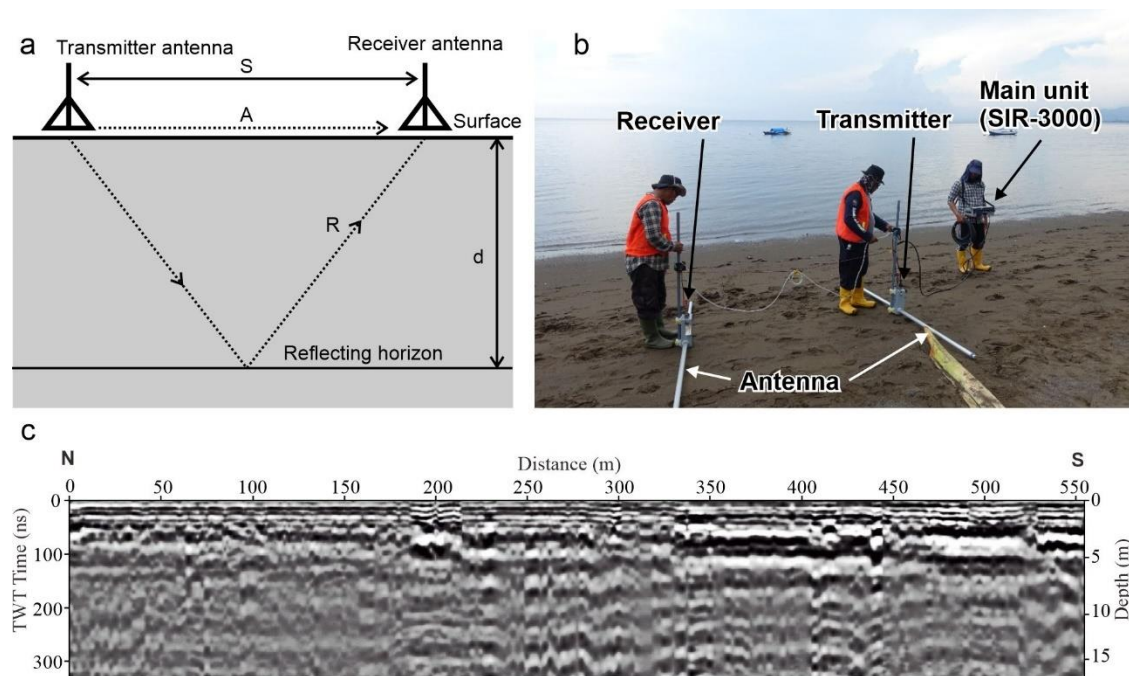 a
Transmitter antenna
Receiver antenna
S
A
Surface
R
d
Reflecting horizon
b
Receiver
Transmitter
Main unit
(SIR-3000)
Antenna
c
N
Distance (m)
S
0 50 100 150 200 250 300 350 400 450 500 550
TWT Time (ns)
0
100
200
300
0
5
10
15
Depth (m)